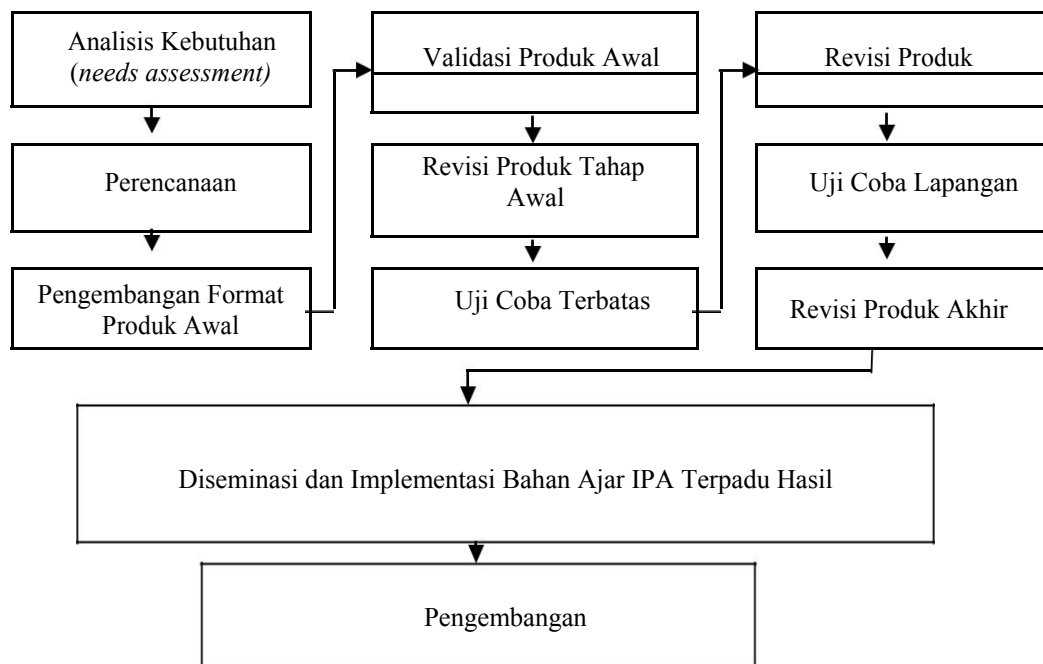 Analisis Kebutuhan
(needs assessment)
Perencanaan
Pengembangan Format
Produk Awal
Validasi Produk Awal
Revisi Produk Tahap
Awal
Uji Coba Terbatas
Revisi Produk
Uji Coba Lapangan
Revisi Produk Akhir
Diseminasi dan Implementasi Bahan Ajar IPA Terpadu Hasil
Pengembangan